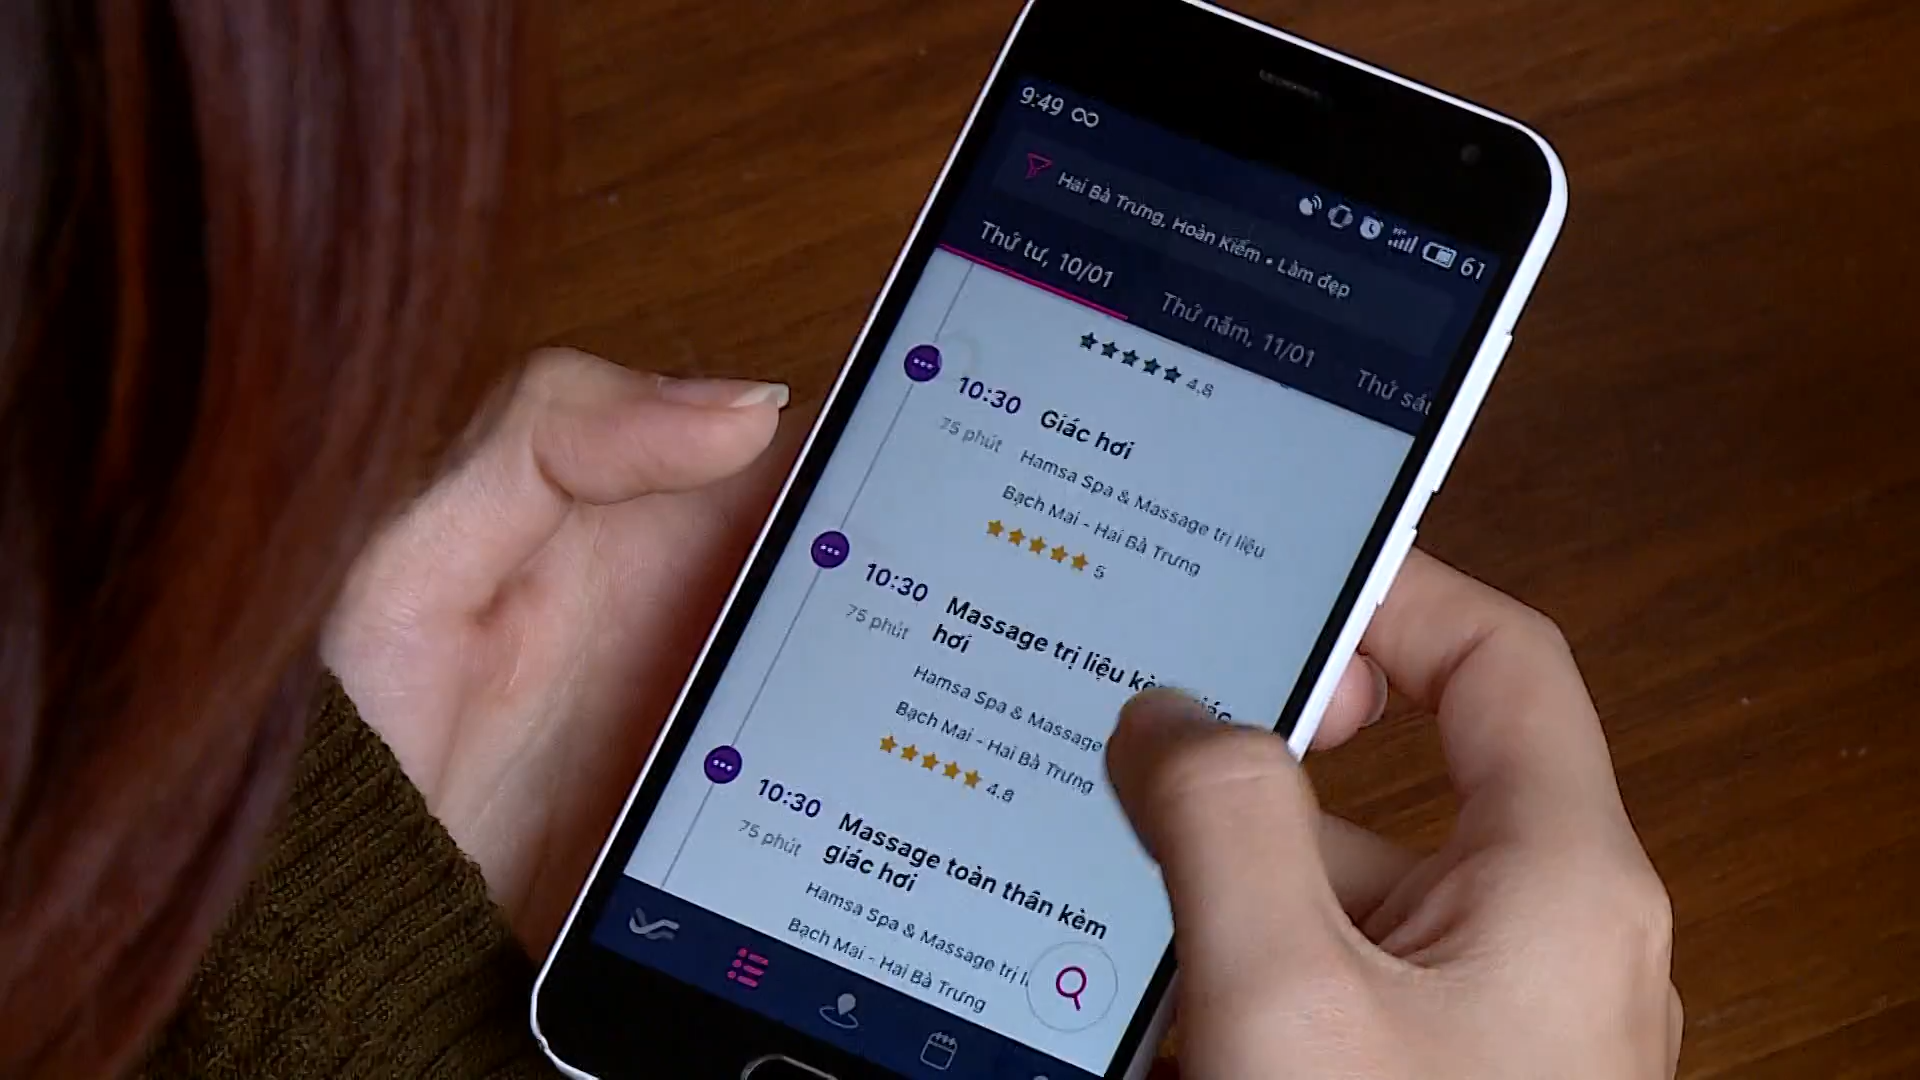 9:49
61
Hai Bà Trưng, Hoàn Kiếm • Làm đẹp
Thứ tư, 10/01
Thứ năm, 11/01
Thứ sáu
4.8
10:30 Giác hơi
75 phút
Hamsa Spa & Massage trị liệu
Bạch Mai - Hai Bà Trưng
5
10:30 Massage trị liệu kèm giác
75 phút
hơi
Hamsa Spa & Massage
Bạch Mai - Hai Bà Trưng
4.8
10:30 Massage toàn thân kèm
75 phút
giác hơi
Hamsa Spa & Massage trị
Bạch Mai - Hai Bà Trưng